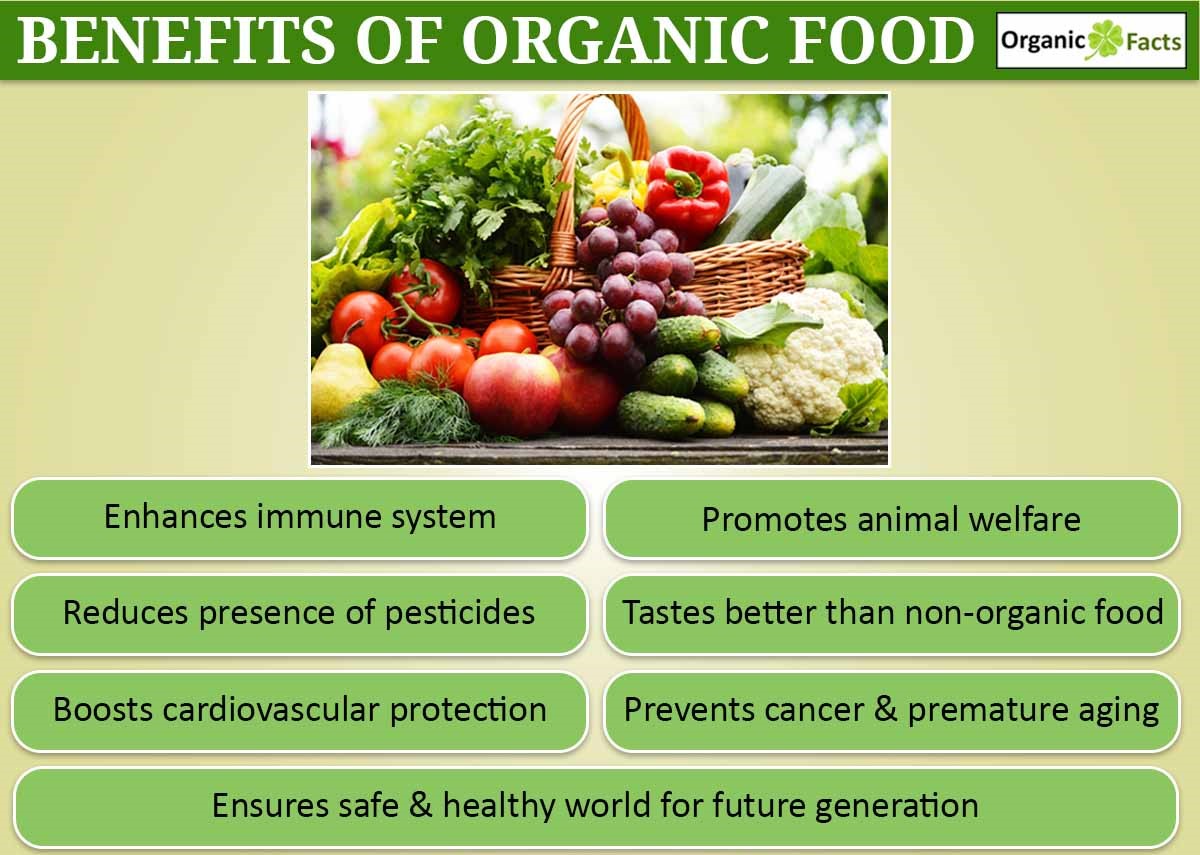 BENEFITS OF ORGANIC FOOD
Organic Facts
Enhances immune system
Promotes animal welfare
Reduces presence of pesticides
Tastes better than non-organic food
Boosts cardiovascular protection
Prevents cancer & premature aging
Ensures safe & healthy world for future generation